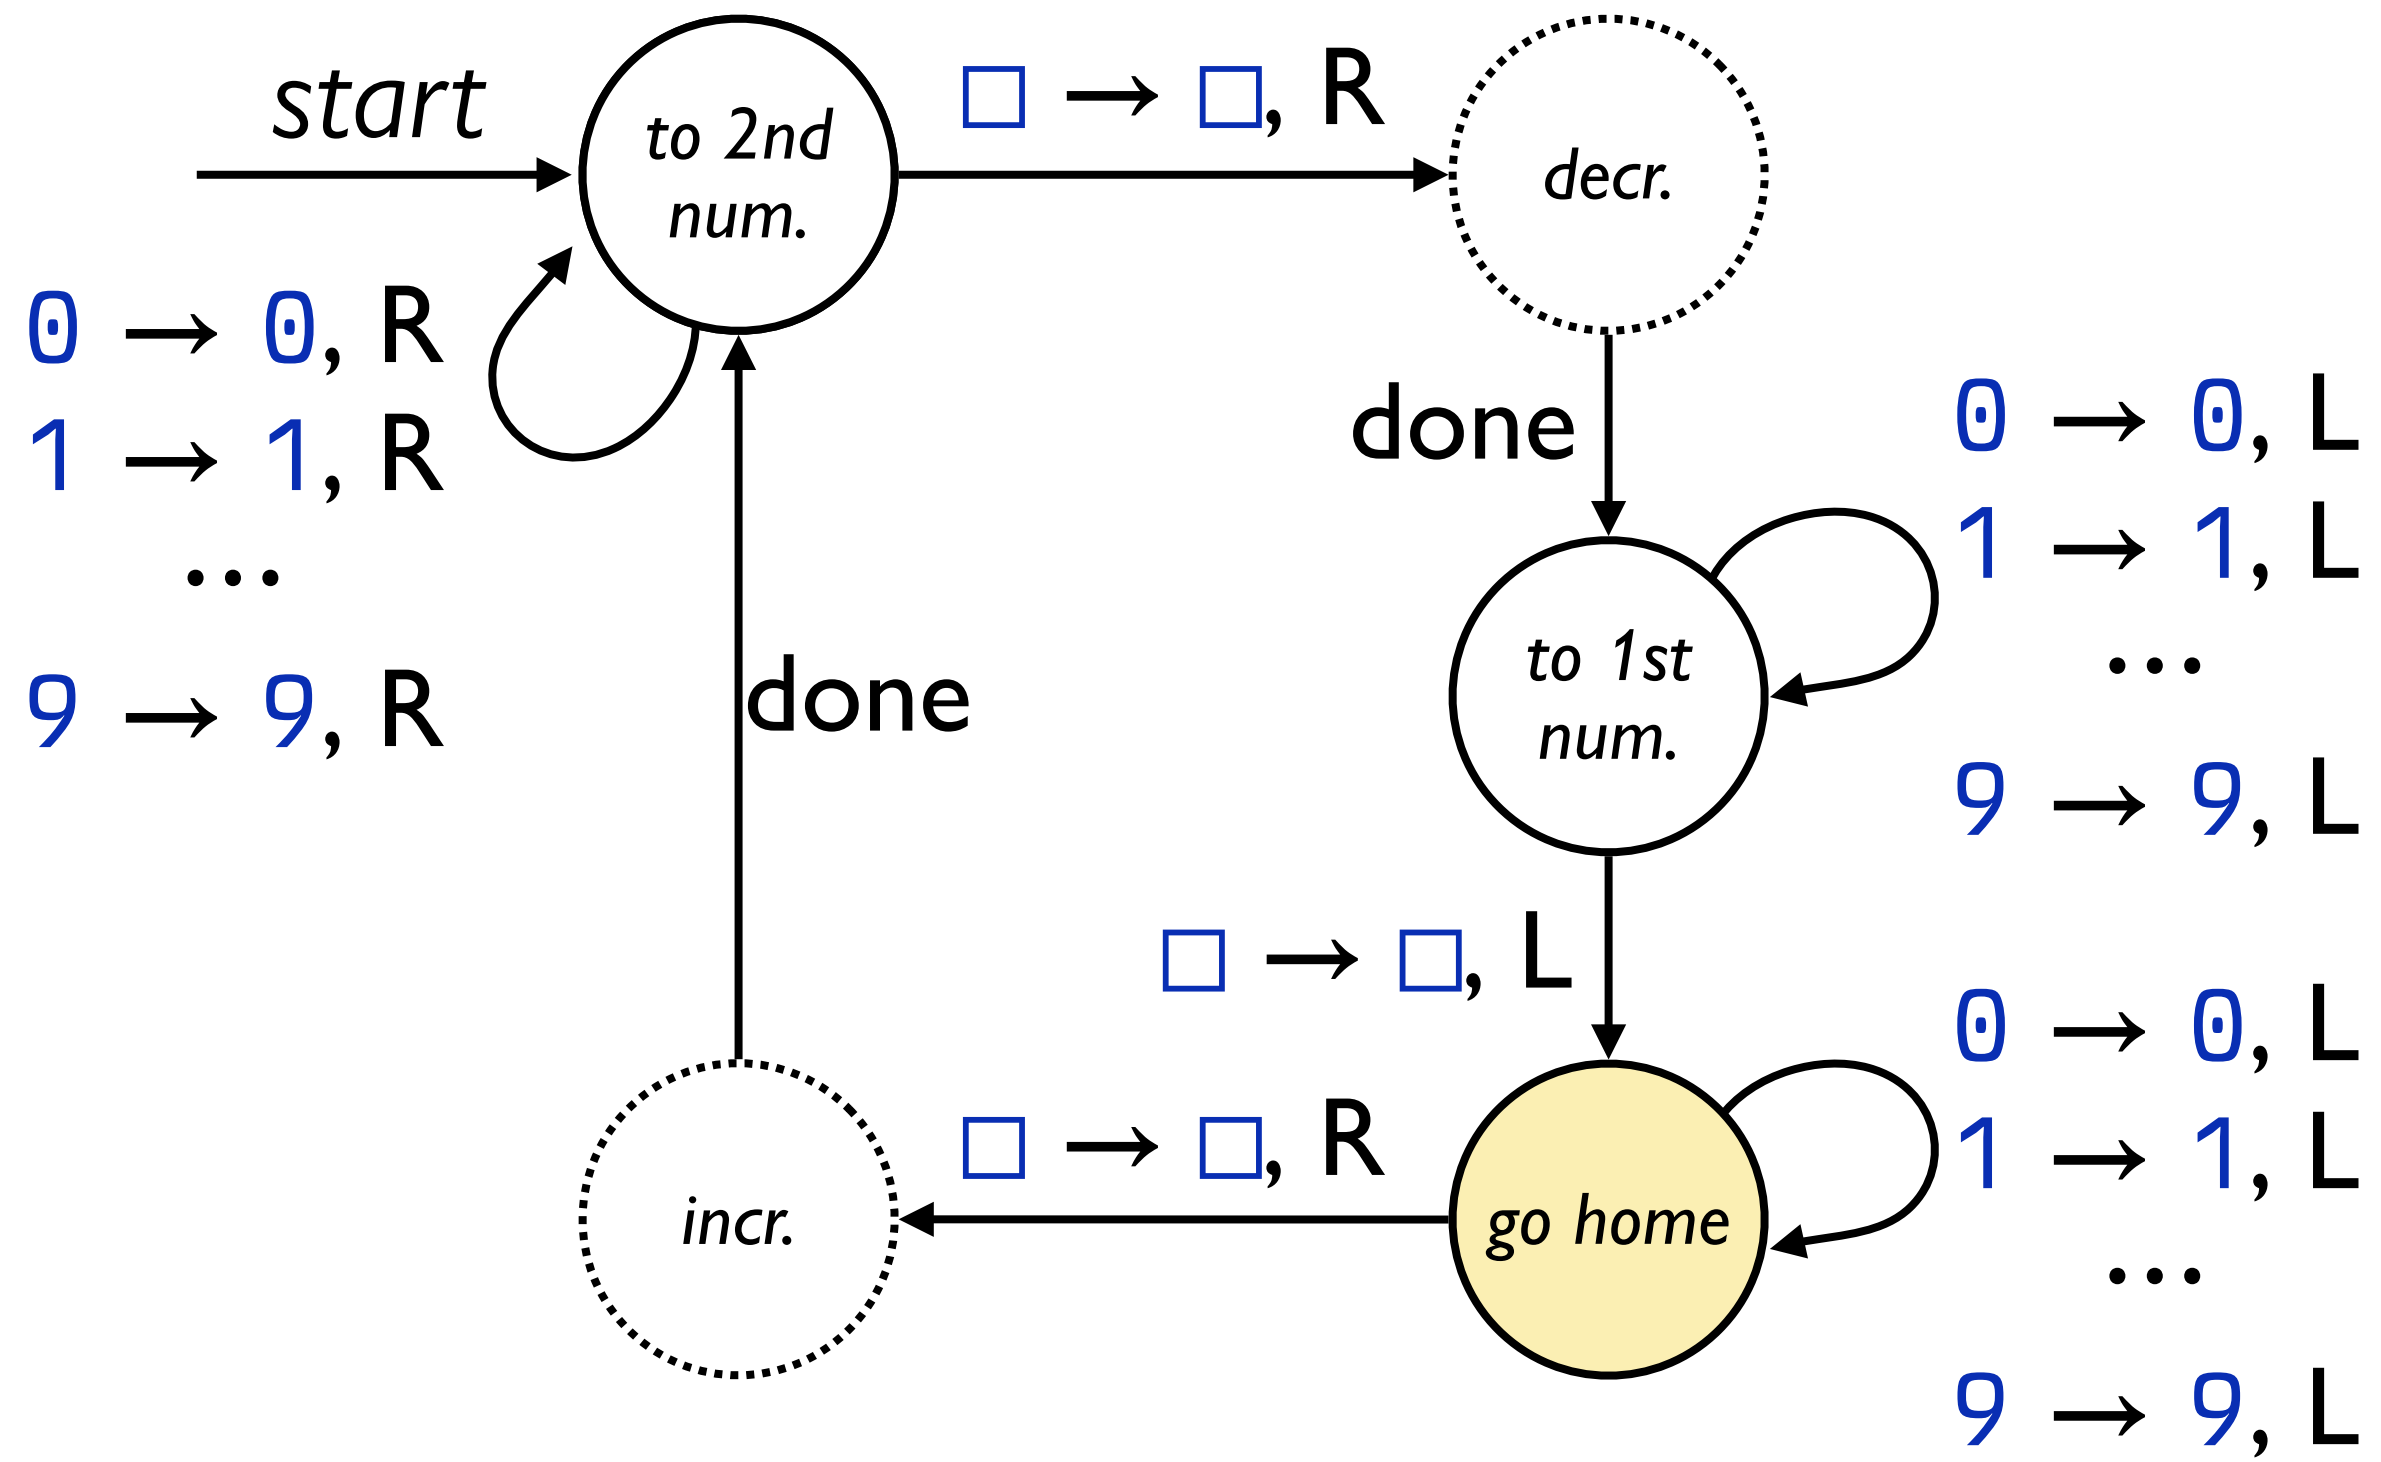 start
to 2nd
num.
□ → □, R
decr.
0 → 0, R
1 → 1, R
...
9 → 9, R
done
0 → 0, L
1 → 1, L
...
9 → 9, L
to 1st
num.
done
□ → □, L
0 → 0, L
1 → 1, L
...
9 → 9, L
□ → □, R
incr.
go home